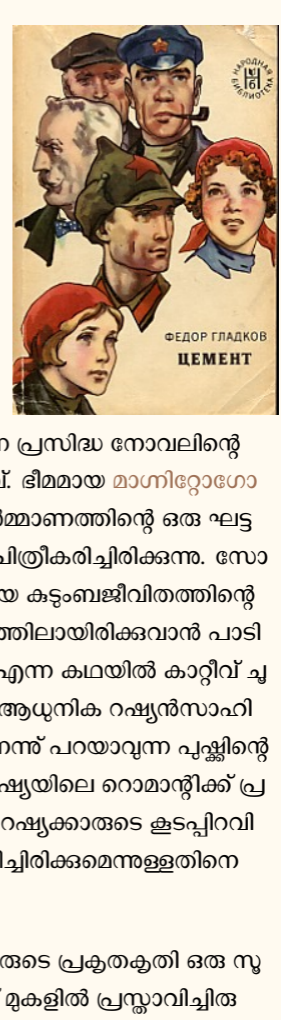 НАРОДНАЯ БИБЛИОТЕКА
ФЕДОР ГЛАДКОВ
ЦЕМЕНТ
ന പ്രസിദ്ധ നോവലിന്റെ
ഭീമമായ മാഗ്നിറ്റോഗോ
ർമ്മാണത്തിന്റെ ഒരു ഘട്ട
ചിത്രീകരിച്ചിരിക്കുന്നു. സോ
യ കുടുംബജീവിതത്തിന്റെ
ത്തിലായിരിക്കുവാൻ പാടി
എന്ന കഥയിൽ കാറ്റീവ് ചൂ
ആധുനിക റഷ്യൻസാഹി
നെന്ന് പറയാവുന്ന പുഷ്കിന്റെ
ഷ്യയിലെ റൊമാന്റിക്ക് പ്ര
റഷ്യക്കാരുടെ കൂടപ്പിറവി
ിച്ചിരിക്കുമെന്നുള്ളതിനെ
രുടെ പ്രകൃതകൃതി ഒരു സൂ
മുകളിൽ പ്രസ്താവിച്ചിരു